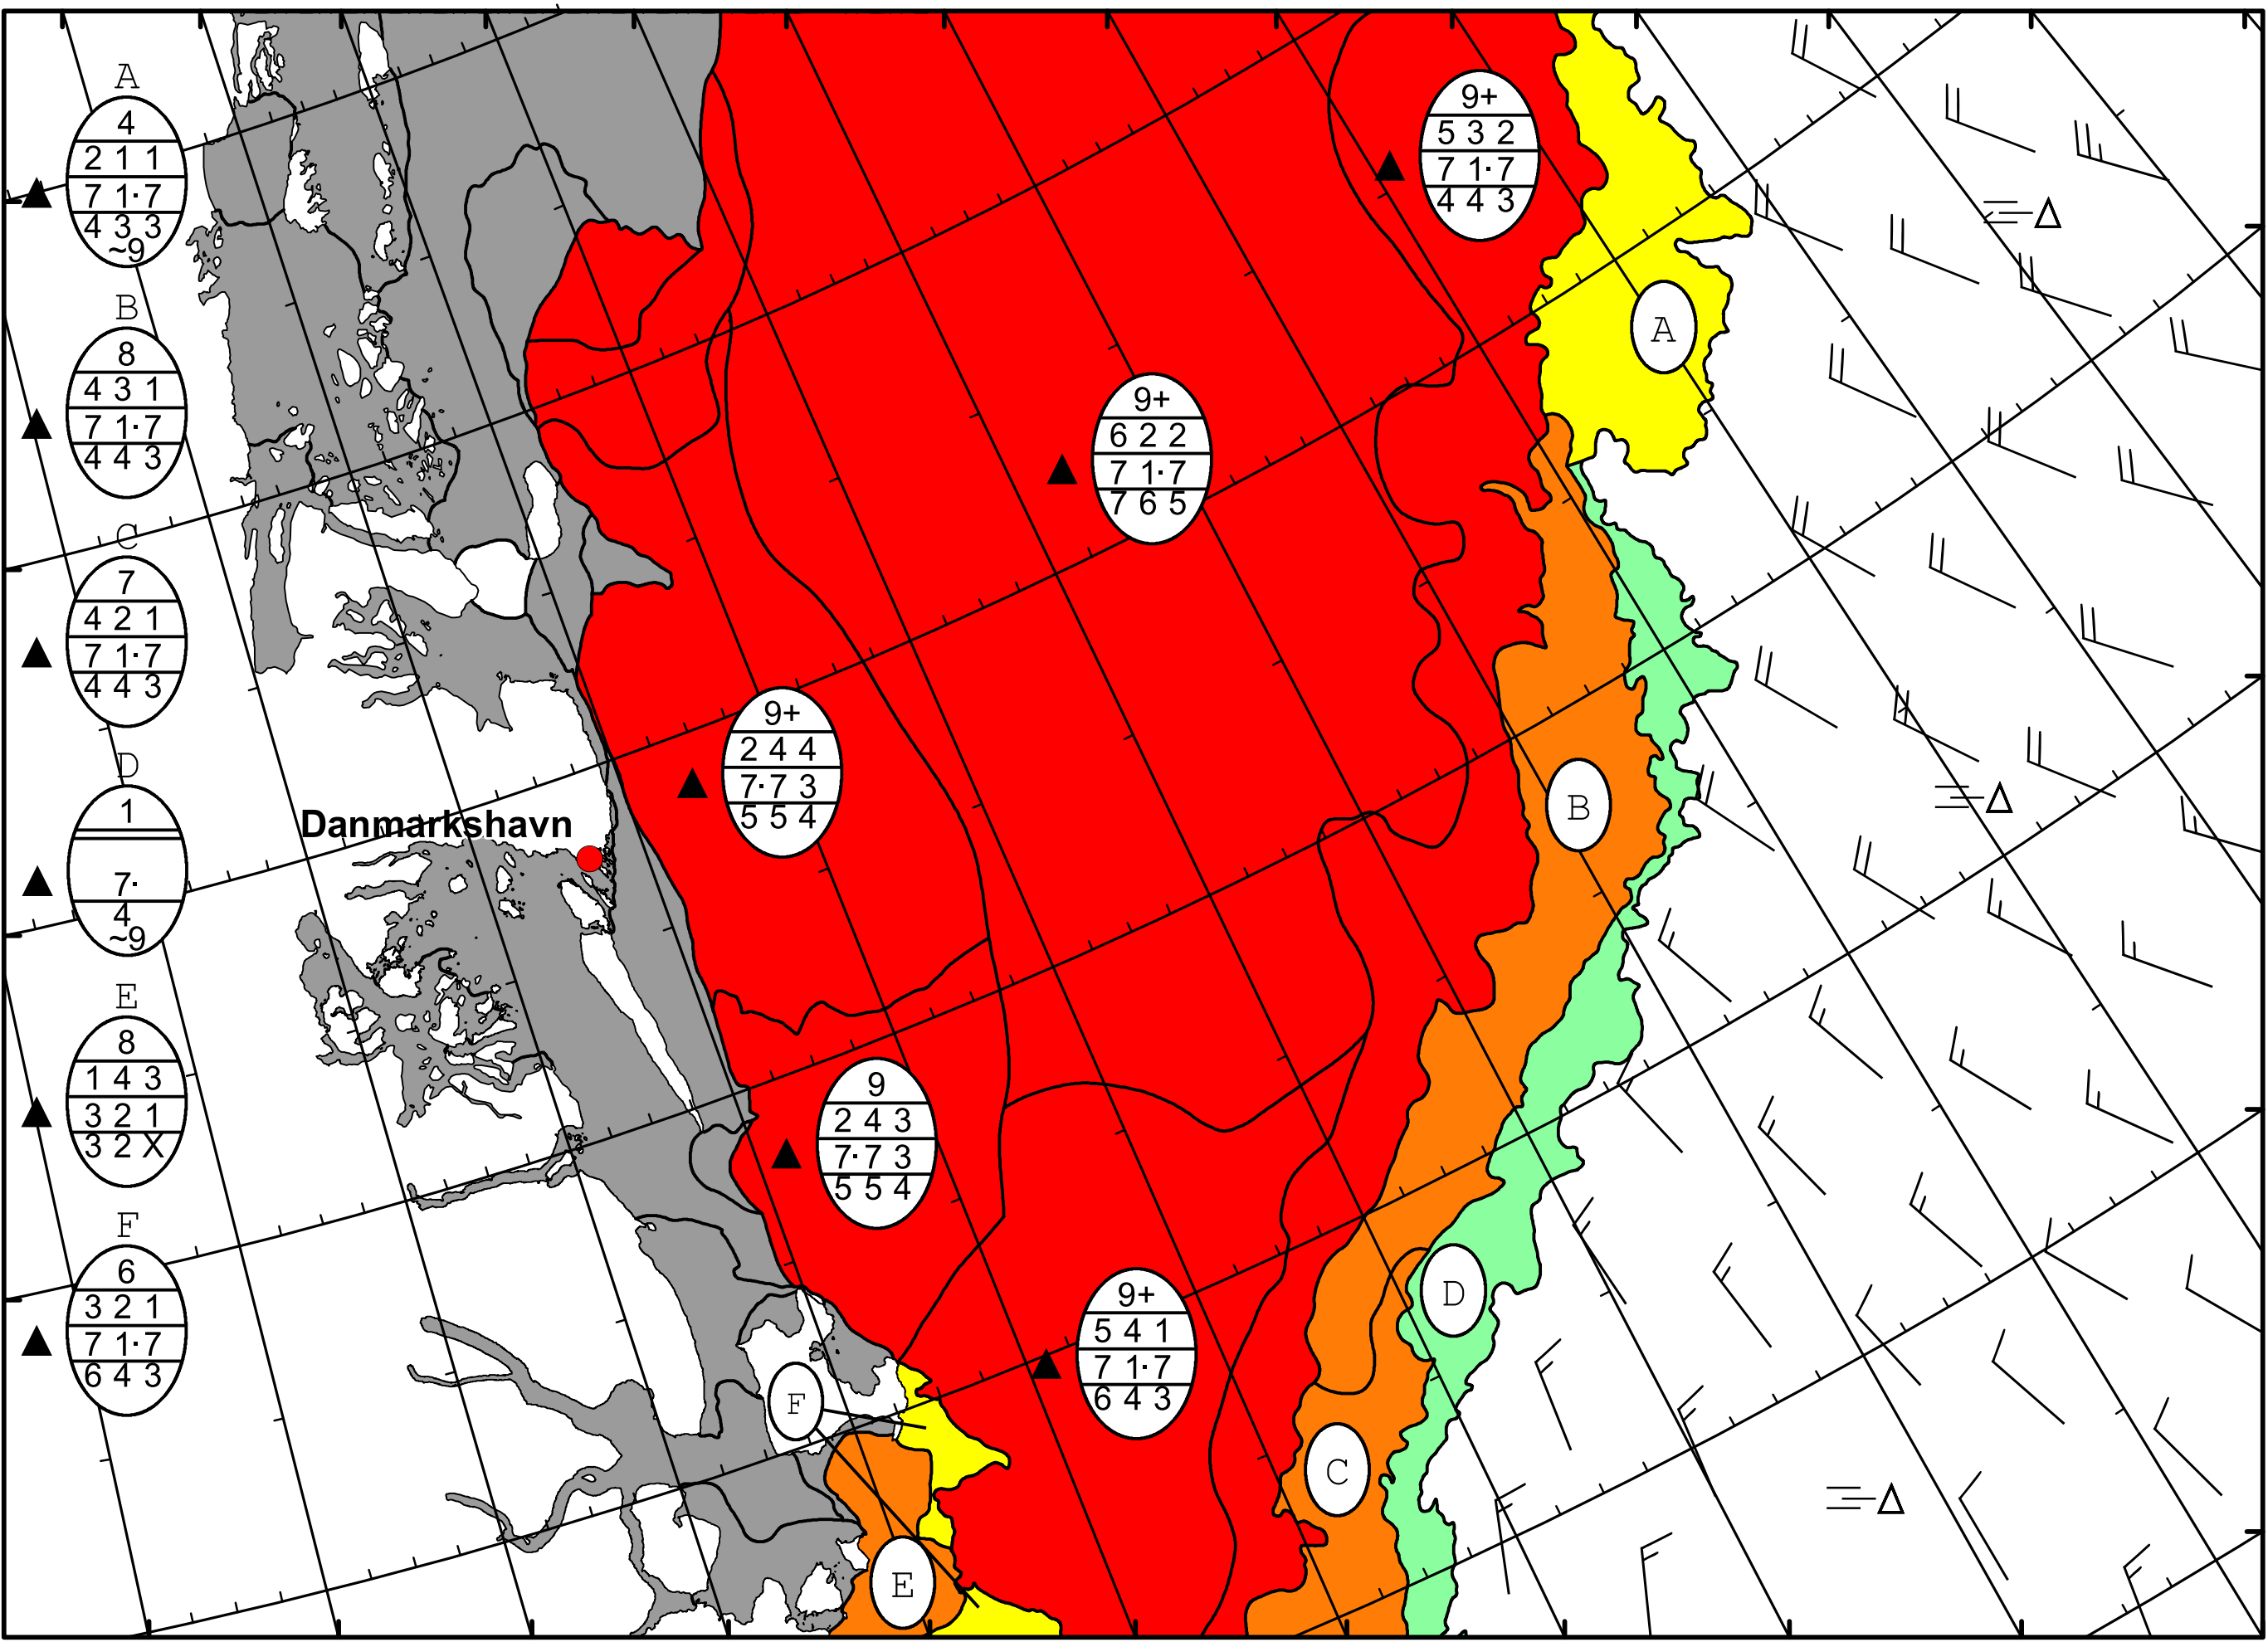 A
4
2 1 1
7 1·7
4 3 3
~9
B
8
4 3 1
7 1·7
4 4 3
C
7
4 2 1
7 1·7
4 4 3
D
1
7·
4
~9
E
8
1 4 3
3 2 1
3 2 X
F
6
3 2 1
7 1·7
6 4 3
9+
5 3 2
7 1·7
4 4 3
A
9+
6 2 2
7 1·7
7 6 5
9+
2 4 4
7·7 3
5 5 4
B
Danmarkshavn
9
2 4 3
7·7 3
5 5 4
9+
5 4 1
7 1·7
6 4 3
D
F
C
E